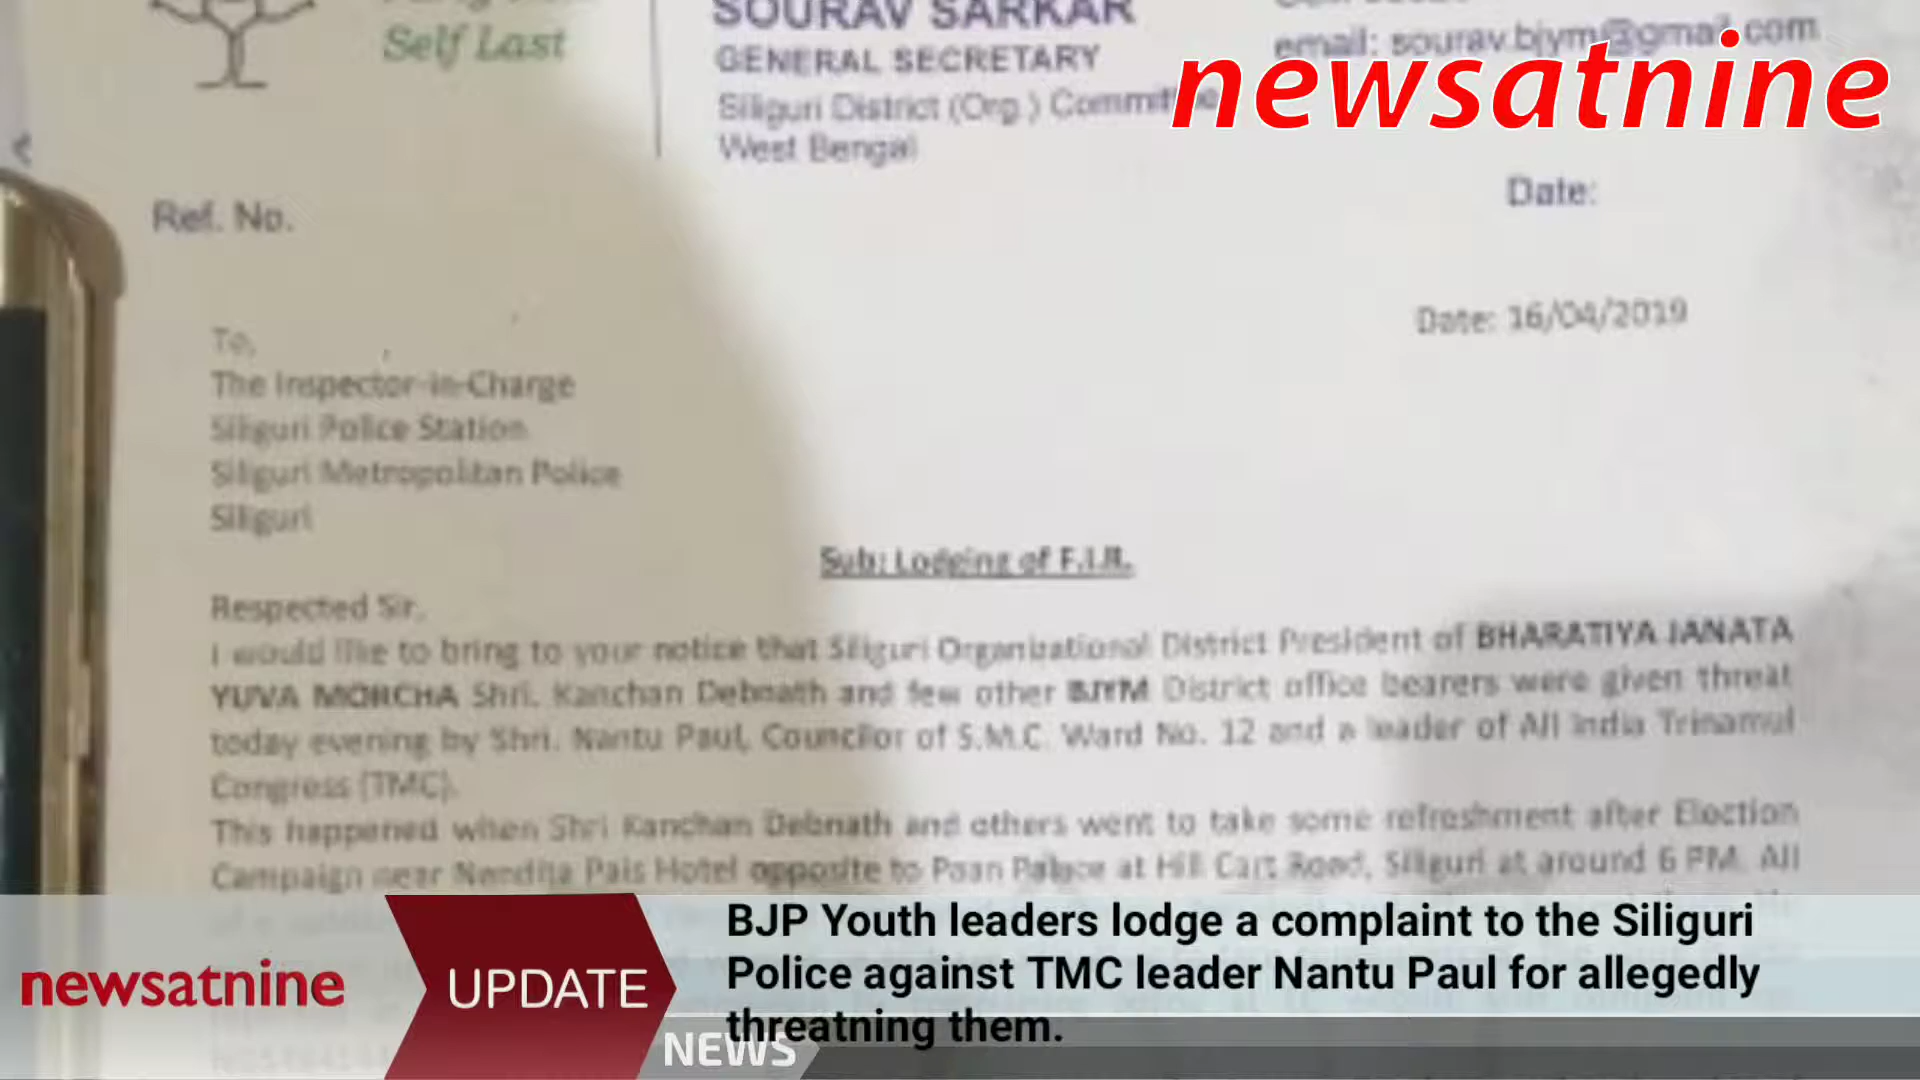 Self Last
SOURAV SARKAR
GENERAL SECRETARY
Siliguri District (Org.)
West Bengal
email: sourav.bjym@gmail.com
newsatnine
Date:
Ref. No.
Date: 16/04/2019
To,
The Inspector-in-Charge
Siliguri Police Station
Siliguri Metropolitan Police
Siliguri
Sub: Lodging of F.I.R.
Respected Sir,
I would like to bring to your notice that Siliguri Organizational District President of BHARATIYA JANATA
YUVA MORCHA Shri. Kanchan Debnath and few other BJYM District office bearers were given threat
today evening by Shri. Nantu Paul, Councilor of S.M.C. Ward No. 12 and a leader of All India Trinamul
Congress (TMC).
This happened when Shri Kanchan Debnath and others went to take some refreshment after Election
Campaign near Nandita Pais Hotel opposite to Paan Palace at Hill Cart Road, Siliguri at around 6 PM. All
newsatnine
UPDATE
NEWS
BJP Youth leaders lodge a complaint to the Siliguri
Police against TMC leader Nantu Paul for allegedly
threatning them.